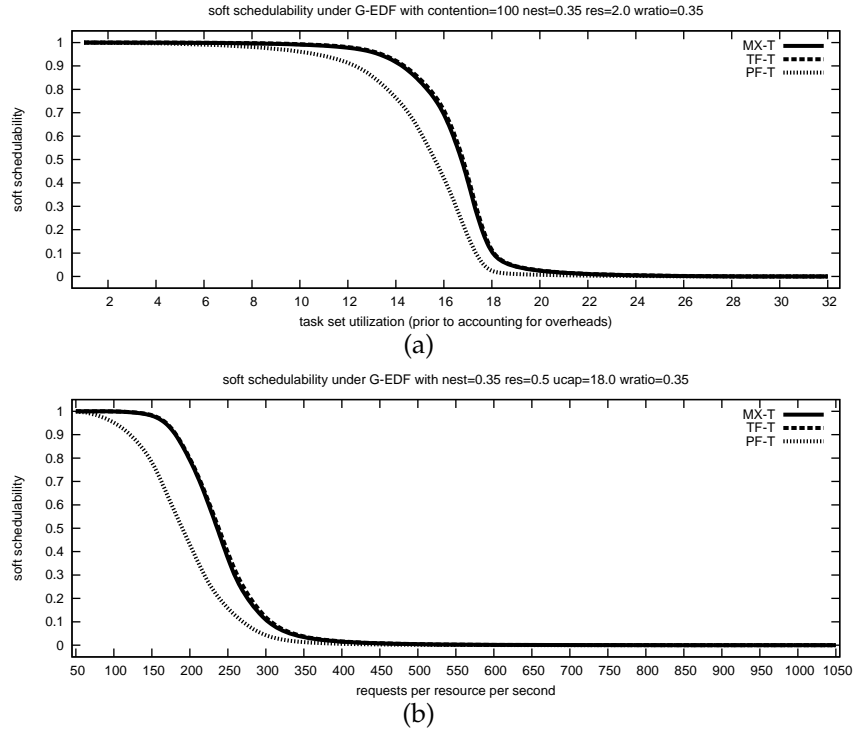 soft schedulability under G-EDF with contention=100 nest=0.35 res=2.0 wratio=0.35
1
0.9
0.8
0.7
0.6
0.5
0.4
0.3
0.2
0.1
0
soft schedulability
MX-T
TF-T
PF-T
2 4 6 8 10 12 14 16 18 20 22 24 26 28 30 32
task set utilization (prior to accounting for overheads)
(a)
soft schedulability under G-EDF with nest=0.35 res=0.5 ucap=18.0 wratio=0.35
1
0.9
0.8
0.7
0.6
0.5
0.4
0.3
0.2
0.1
0
soft schedulability
MX-T
TF-T
PF-T
50 100 150 200 250 300 350 400 450 500 550 600 650 700 750 800 850 900 950 1000 1050
requests per resource per second
(b)